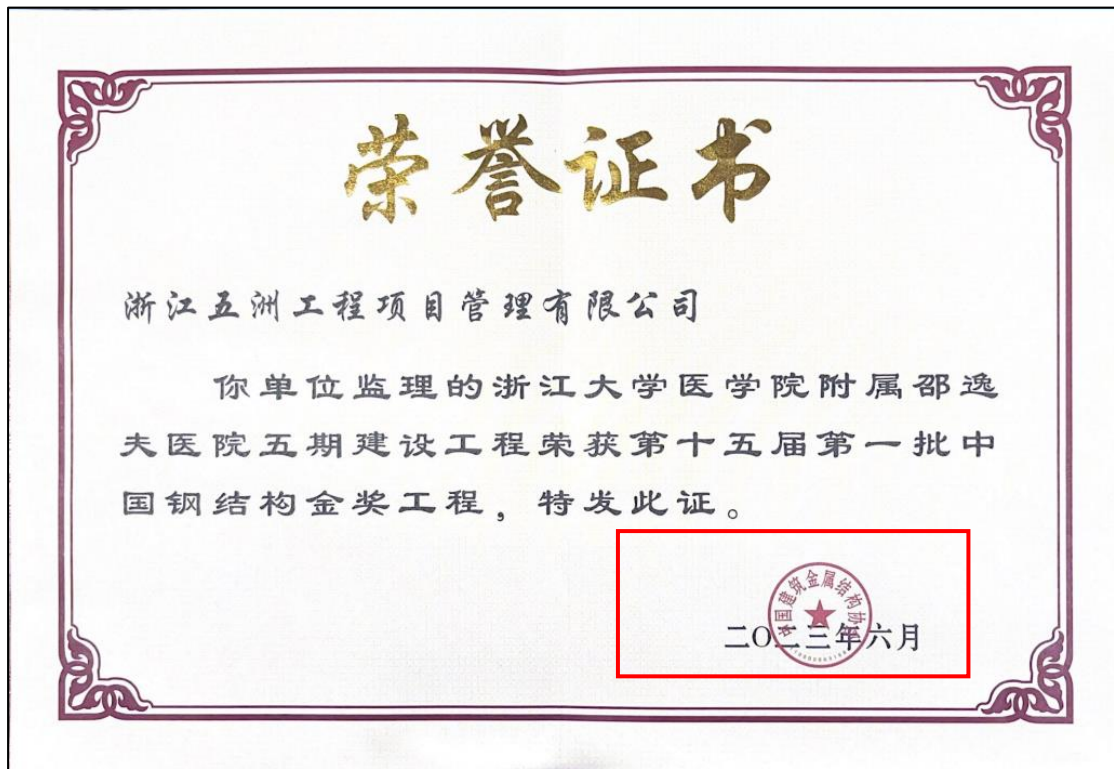 荣誉证书
浙江五洲工程项目管理有限公司
你单位监理的浙江大学医学院附属邵逸
夫医院五期建设工程荣获第十五届第一批中
国钢结构金奖工程，特发此证。
中国建筑金属结构协会
二〇二三年六月